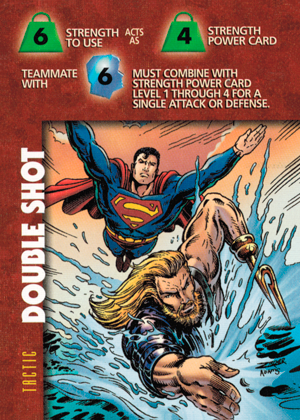 6 STRENGTH TO USE ACTS AS 4 STRENGTH POWER CARD
TEAMMATE WITH 6 MUST COMBINE WITH
STRENGTH POWER CARD
LEVEL 1 THROUGH 4 FOR A
SINGLE ATTACK OR DEFENSE.
TACTIC
DOUBLE SHOT
S